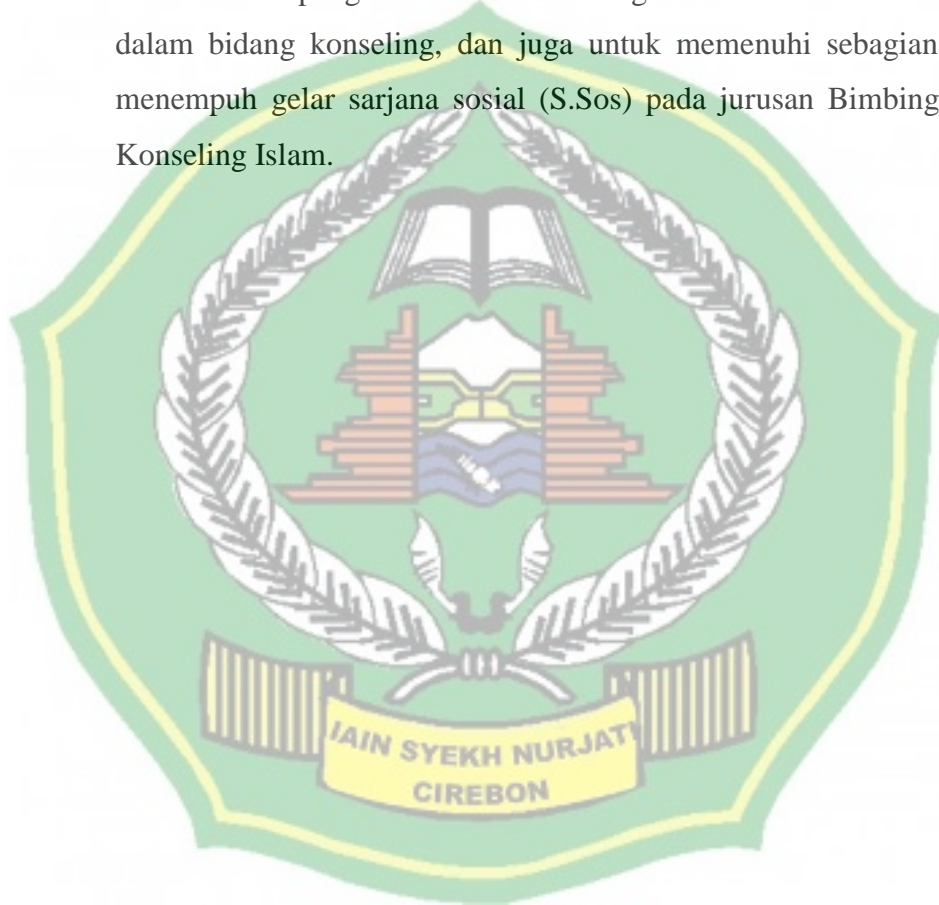 dalam bidang konseling, dan juga untuk memenuhi sebagian
menempuh gelar sarjana sosial (S.Sos) pada jurusan Bimbing
Konseling Islam.
IAIN SYEKH NURJATI
CIREBON